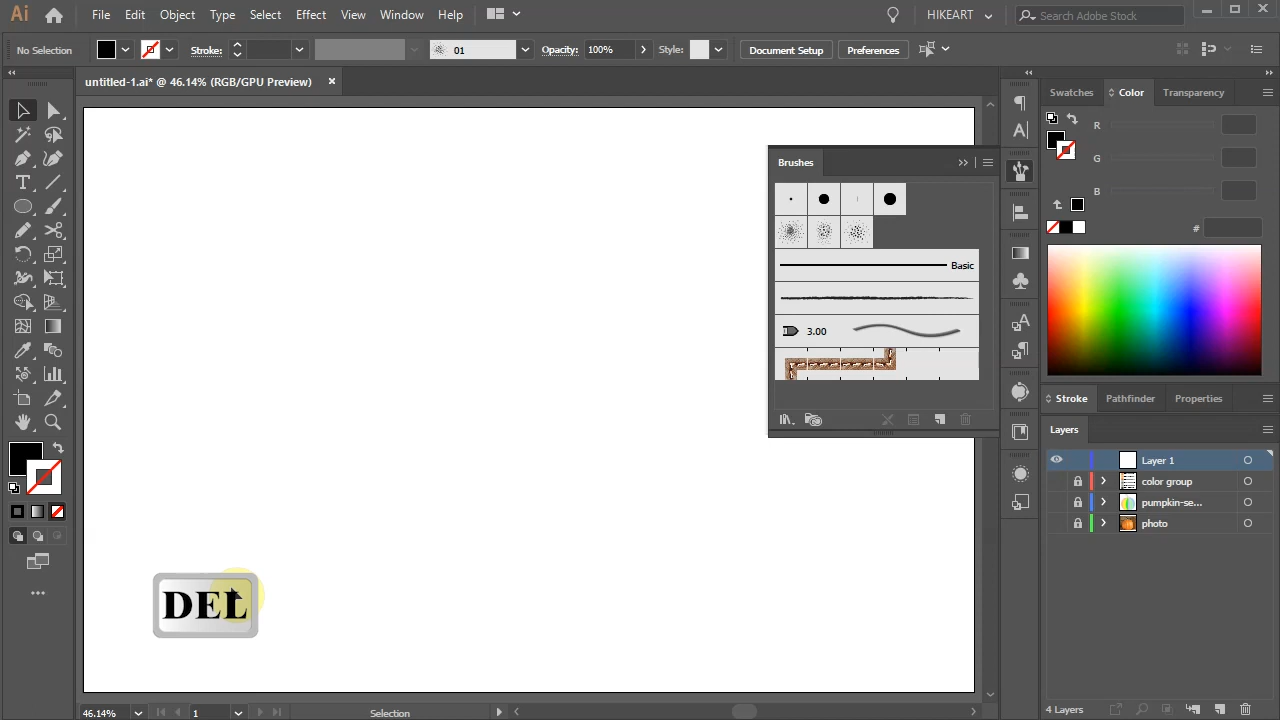 Ai File Edit Object Type Select Effect View Window Help HIKEART Search Adobe Stock
No Selection Stroke: 01 Opacity: 100% Style: Document Setup Preferences
untitled-1.ai* @ 46.14% (RGB/GPU Preview) ×
Swatches Color Transparency
R
G
B
#
Brushes
Basic
3.00
Stroke Pathfinder Properties
Layers
Layer 1
color group
pumpkin-se...
photo
DEL
46.14% 1 Selection
4 Layers